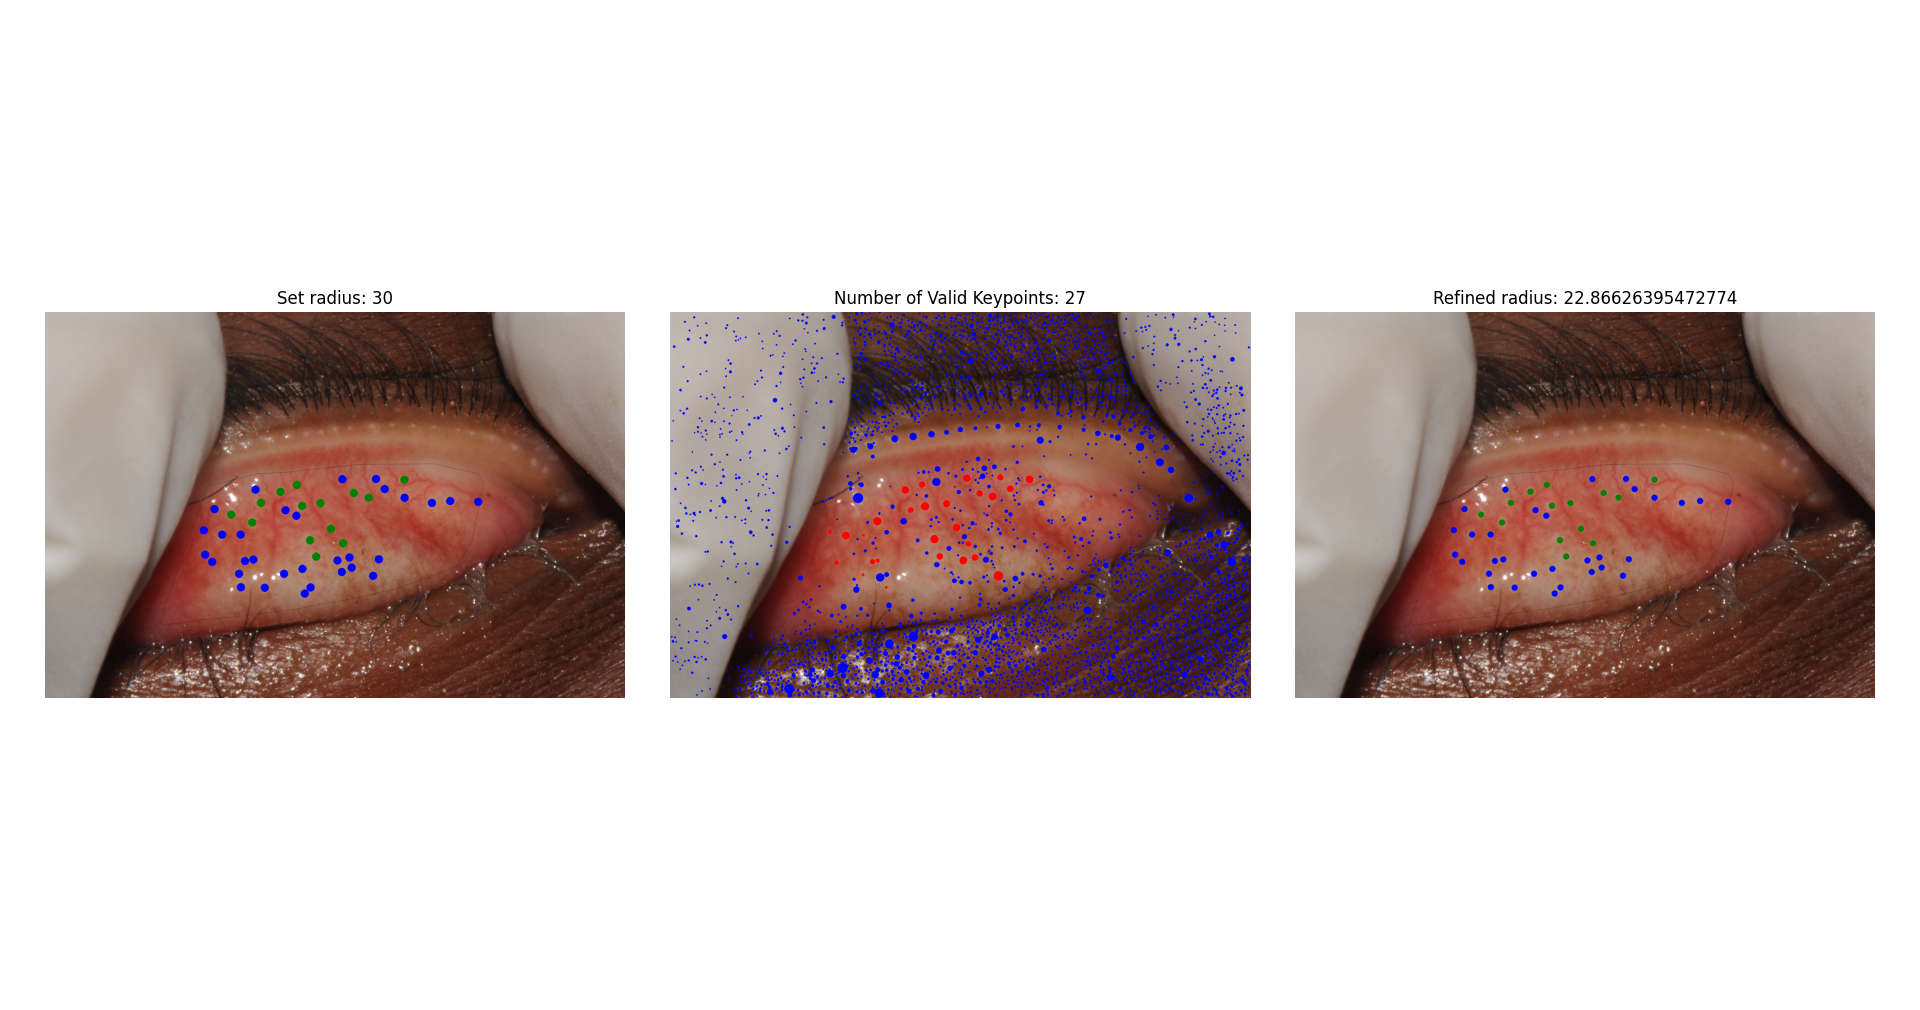 Set radius: 30
Number of Valid Keypoints: 27
Refined radius: 22.86626395472774